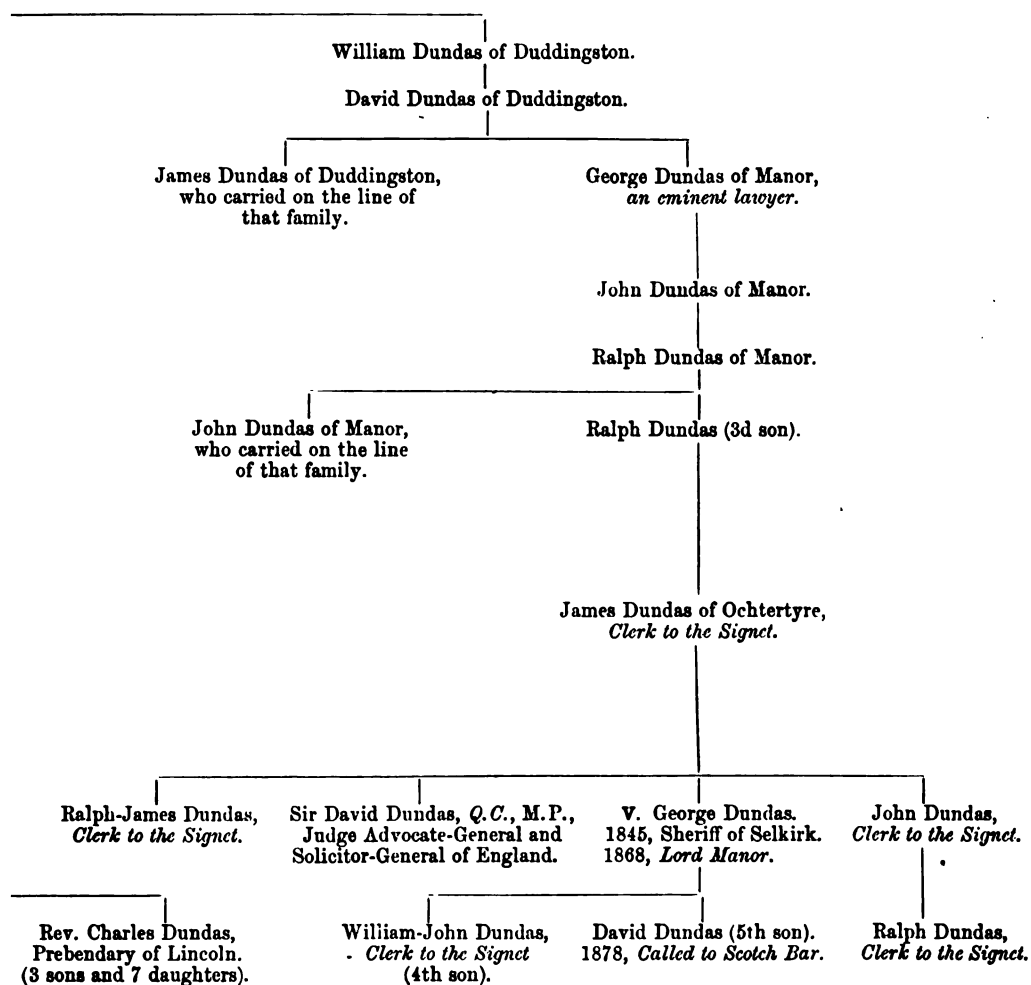 William Dundas of Duddingston.
David Dundas of Duddingston.
James Dundas of Duddingston,
who carried on the line of
that family.
George Dundas of Manor,
an eminent lawyer.
John Dundas of Manor.
Ralph Dundas of Manor.
John Dundas of Manor,
who carried on the line
of that family.
Ralph Dundas (3d son).
James Dundas of Ochtertyre,
Clerk to the Signet.
Ralph-James Dundas,
Clerk to the Signet.
Sir David Dundas, Q.C., M.P.,
Judge Advocate-General and
Solicitor-General of England.
V. George Dundas.
1845, Sheriff of Selkirk.
1868, Lord Manor.
John Dundas,
Clerk to the Signet.
Rev. Charles Dundas,
Prebendary of Lincoln.
(3 sons and 7 daughters).
William-John Dundas,
Clerk to the Signet
(4th son).
David Dundas (5th son).
1878, Called to Scotch Bar.
Ralph Dundas,
Clerk to the Signet.